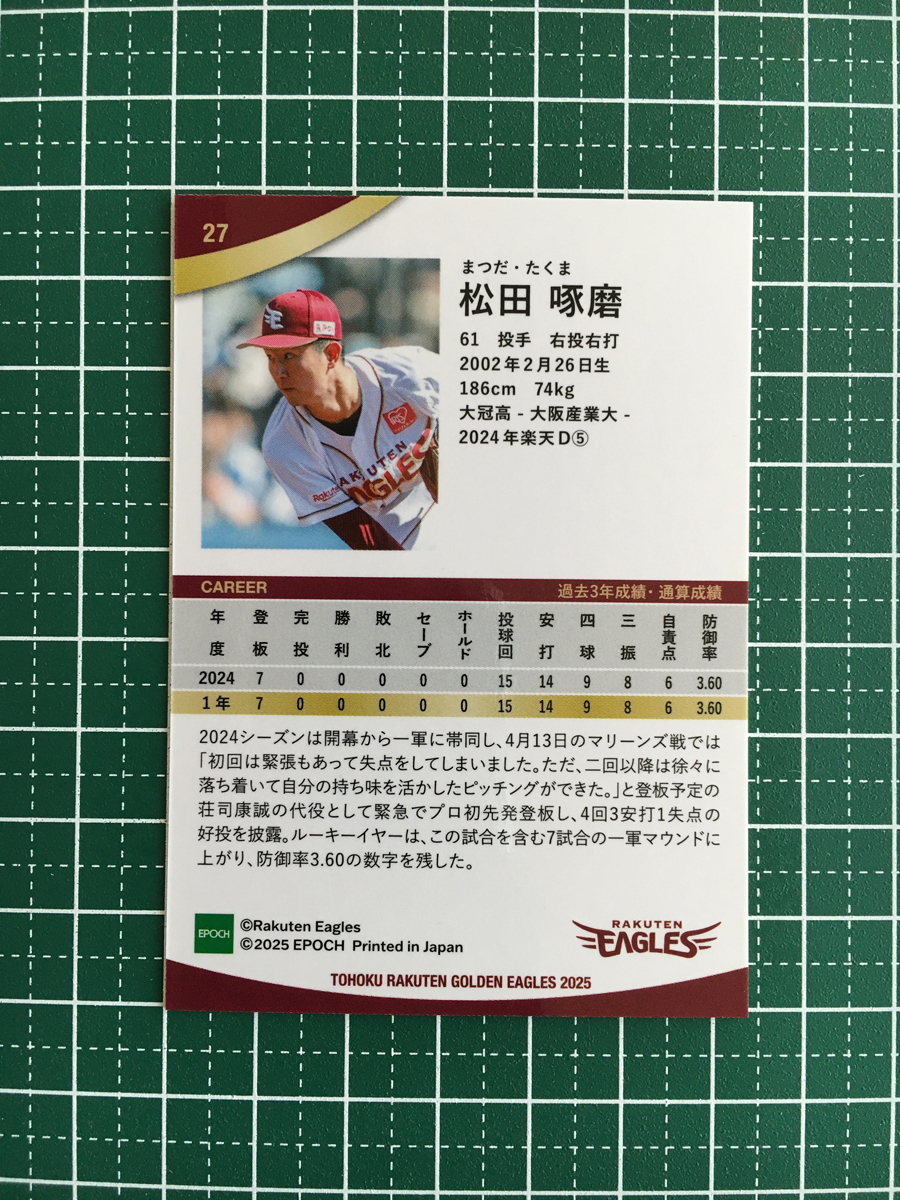 27
まつだ・たくま
松田 啄磨
61 投手 右投右打
2002年2月26日生
186cm 74kg
大冠高 - 大阪産業大 -
2024年楽天D⑤
RAKUTEN
EAGLES
Rakuten
CAREER 過去3年成績・通算成績
年度 登板 完投 勝利 敗北 セーブ ホールド 投球回 安打 四球 三振 自責点 防御率
2024 7 0 0 0 0 0 15 14 9 8 6 3.60
1年 7 0 0 0 0 0 15 14 9 8 6 3.60
2024シーズンは開幕から一軍に帯同し、4月13日のマリーンズ戦では
「初回は緊張もあって失点をしてしまいました。ただ、二回以降は徐々に
落ち着いて自分の持ち味を活かしたピッチングができた。」と登板予定の
荘司康誠の代役として緊急でプロ初先発登板し、4回3安打1失点の
好投を披露。ルーキーイヤーは、この試合を含む7試合の一軍マウンドに
上がり、防御率3.60の数字を残した。
EPOCH
©Rakuten Eagles
©2025 EPOCH Printed in Japan
RAKUTEN
EAGLES
TOHOKU RAKUTEN GOLDEN EAGLES 2025